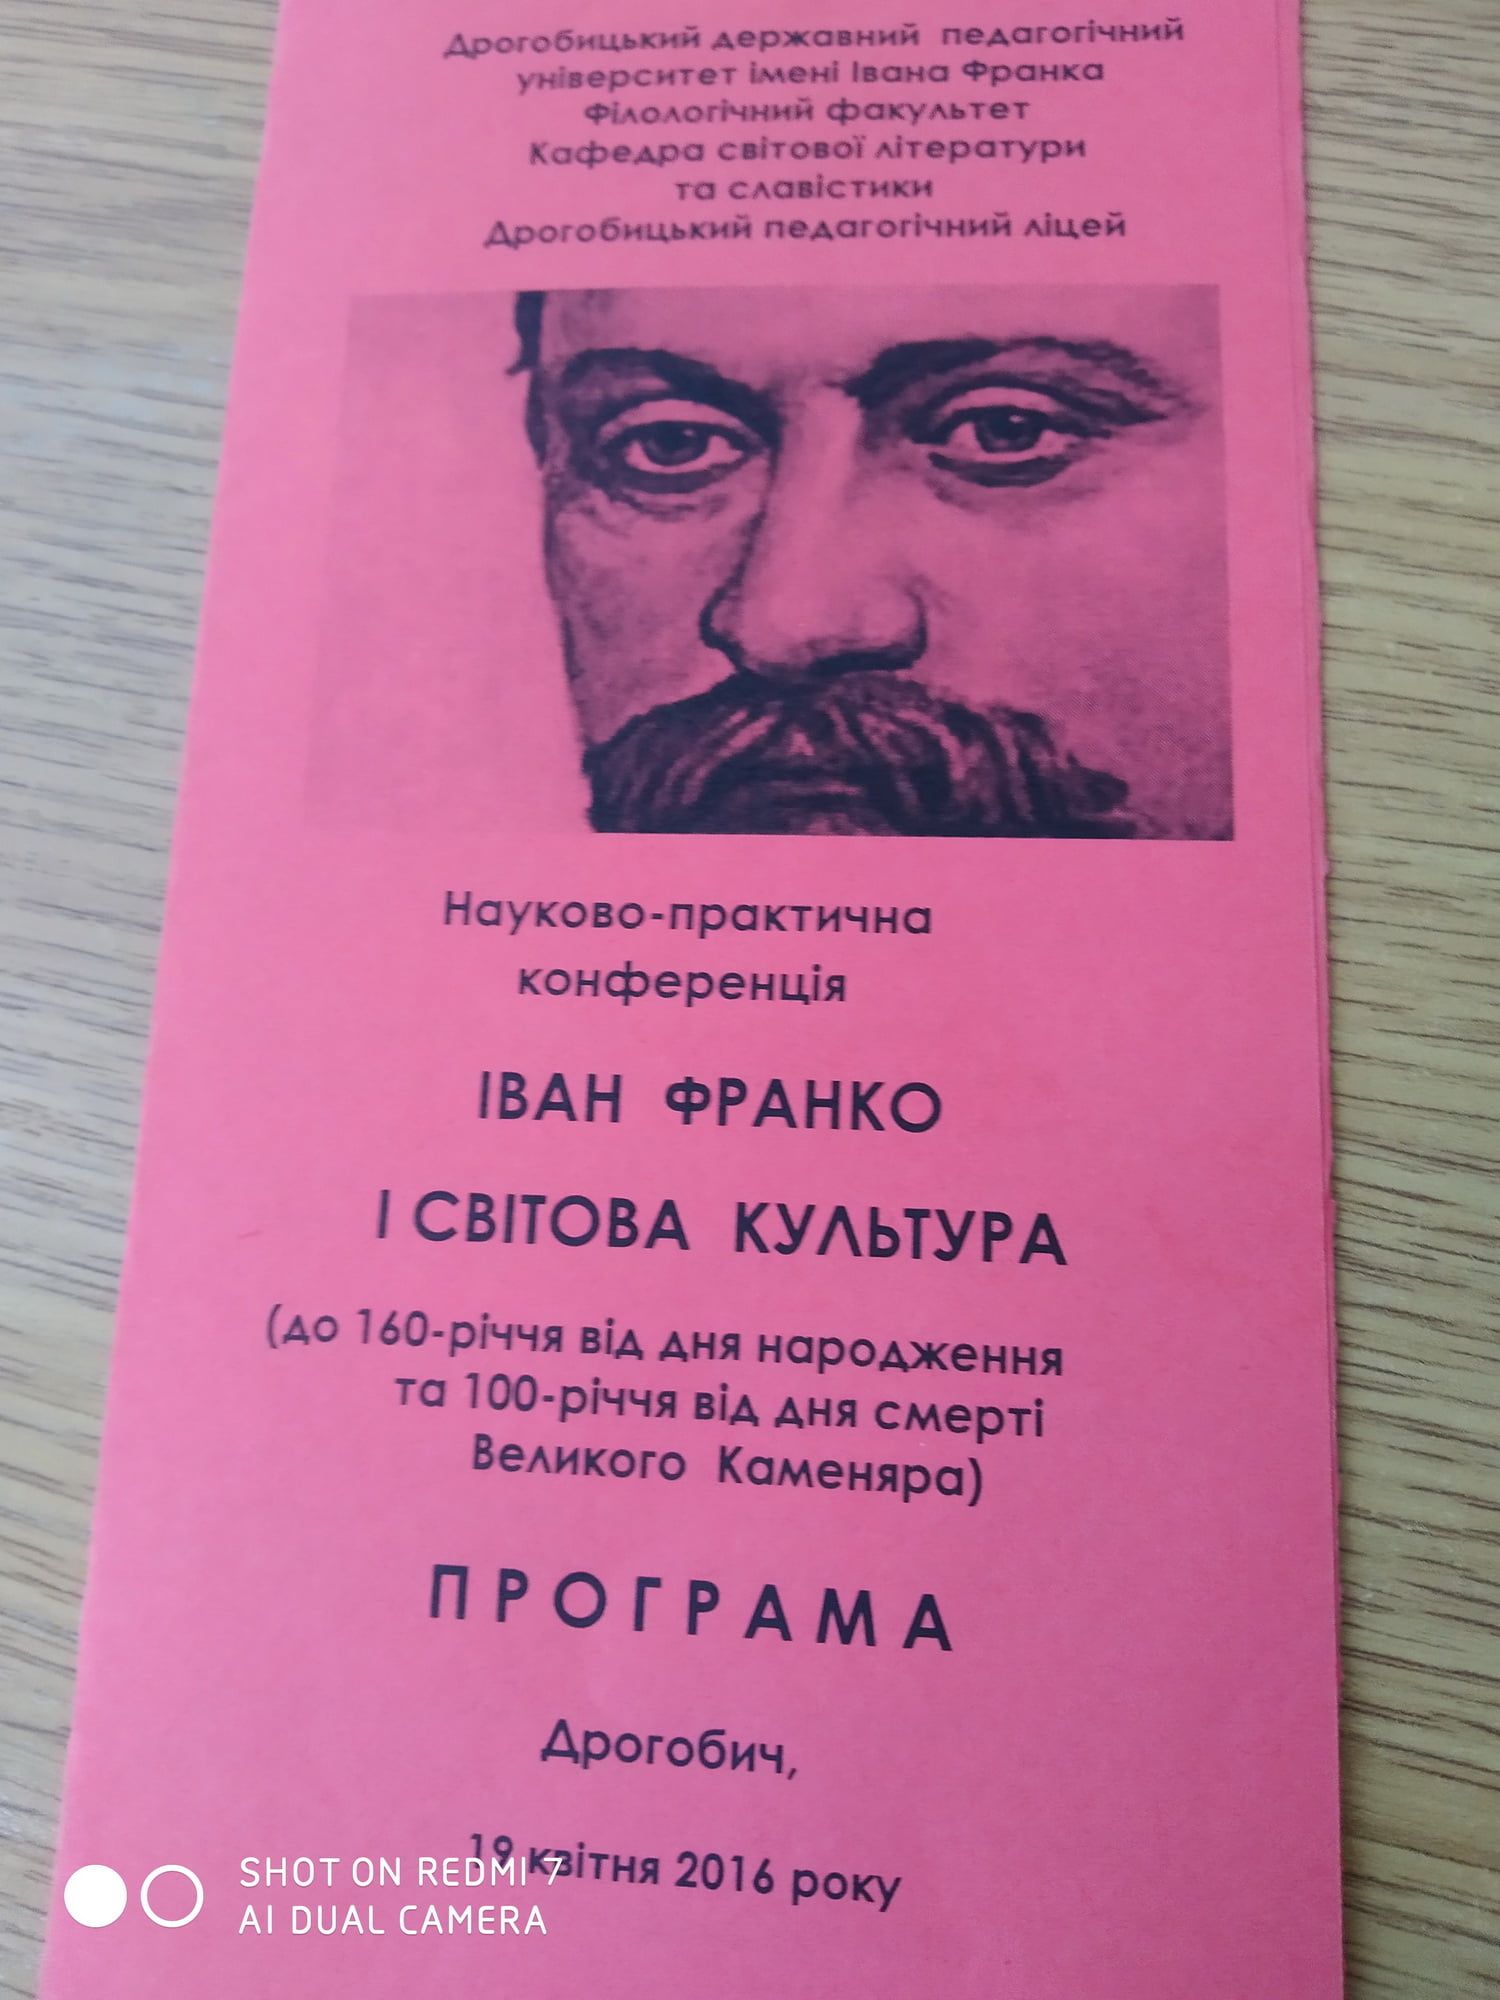 Дрогобицький державний педагогічний
університет імені Івана Франка
Філологічний факультет
Кафедра світової літератури
та славістики
Дрогобицький педагогічний ліцей
Науково-практична
конференція
ІВАН ФРАНКО
І СВІТОВА КУЛЬТУРА
(до 160-річчя від дня народження
та 100-річчя від дня смерті
Великого Каменяра)
ПРОГРАМА
Дрогобич,
19 квітня 2016 року
SHOT ON REDMI 7
AI DUAL CAMERA